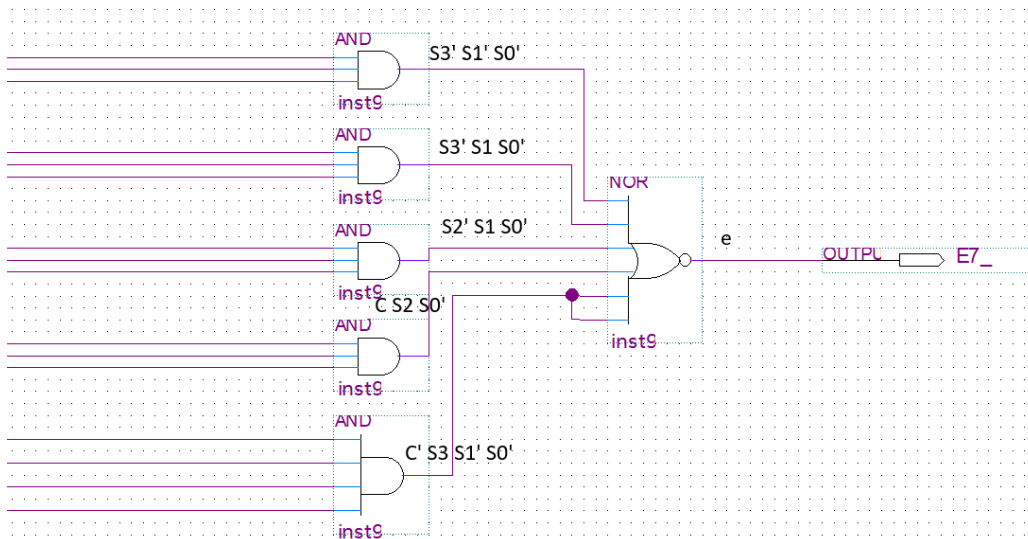 AND
S3' S1' S0'
inst9
AND
S3' S1 S0'
inst9
NOR
AND
S2' S1 S0'
e
OUTPU
E7_
inst9
C S2 S0'
AND
inst9
inst9
AND
C' S3 S1' S0'
inst9